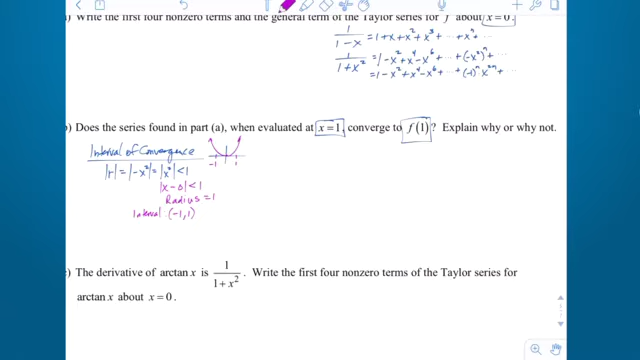 ) Write the first four nonzero terms and the general term of the Taylor series for f about x = 0.
1/(1-x) = 1 + x + x² + x³ + ⋯ + xⁿ + ⋯
1/(1+x²) = 1 - x² + x⁴ - x⁶ + ⋯ + (-x²)ⁿ + ⋯
= 1 - x² + x⁴ - x⁶ + ⋯ + (-1)ⁿ x²ⁿ + ⋯
) Does the series found in part (a), when evaluated at x = 1, converge to f(1)? Explain why or why not.
Interval of Convergence
|r| = |-x²| = |x²| < 1
-1 1
|x - 0| < 1
Radius = 1
Interval (-1, 1)
) The derivative of arctan x is 1/(1+x²). Write the first four nonzero terms of the Taylor series for
arctan x about x = 0.